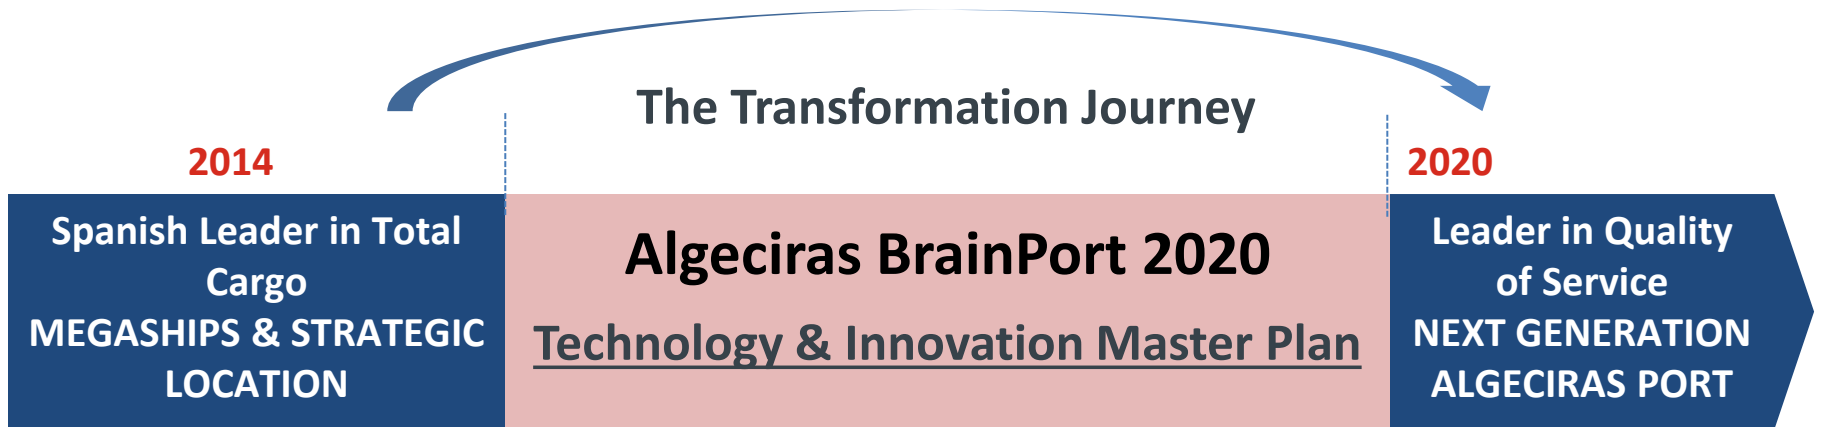 The Transformation Journey
2014
2020
Spanish Leader in Total
Cargo
MEGASHIPS & STRATEGIC
LOCATION
Algeciras BrainPort 2020
Technology & Innovation Master Plan
Leader in Quality
of Service
NEXT GENERATION
ALGECIRAS PORT